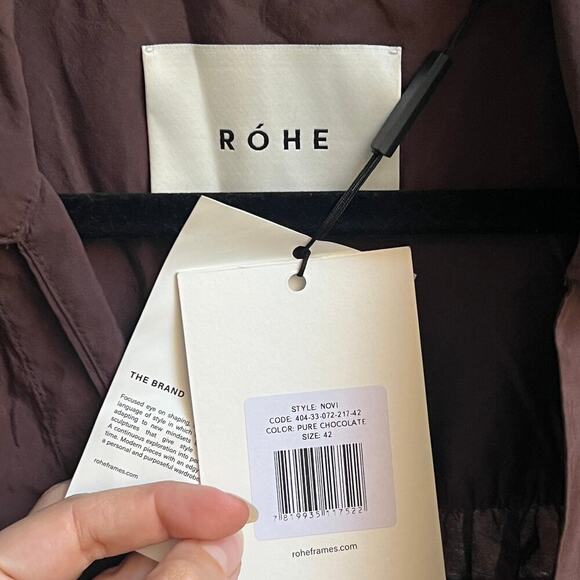 RÓHE
THE BRAND
Focused eye on shaping,
language of style in which
adapting to new mindsets
sculptures that give style
A continuous exploration into
time. Modern pieces with an edgy
a personal and purposeful wardrobe
roheframes.com
STYLE: NOVI
CODE: 404-33-072-217-42
COLOR: PURE CHOCOLATE
SIZE: 42
7 819935 117522
roheframes.com